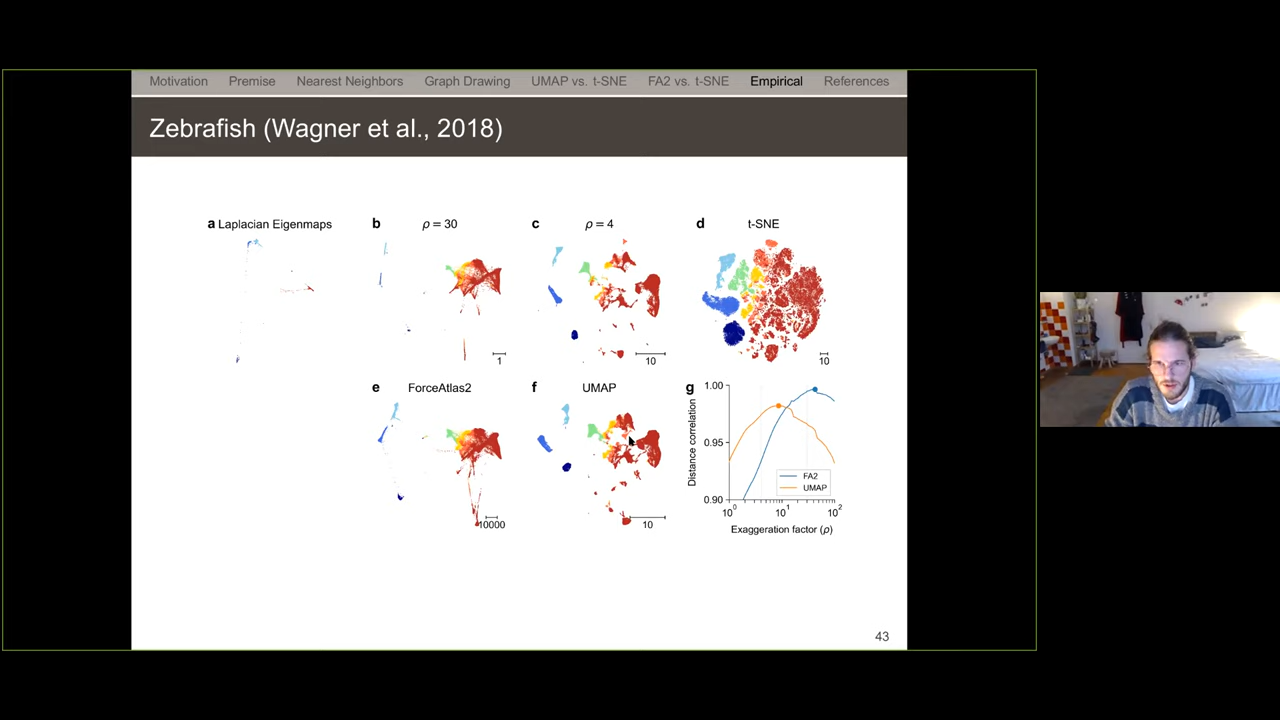 Motivation Premise Nearest Neighbors Graph Drawing UMAP vs. t-SNE FA2 vs. t-SNE Empirical References
Zebrafish (Wagner et al., 2018)
a Laplacian Eigenmaps b ρ = 30 c ρ = 4 d t-SNE
1 10 10
e ForceAtlas2 f UMAP g
10000 10
Distance correlation
1.00
0.95
0.90
FA2
UMAP
10⁰ 10¹ 10²
Exaggeration factor (ρ)
43